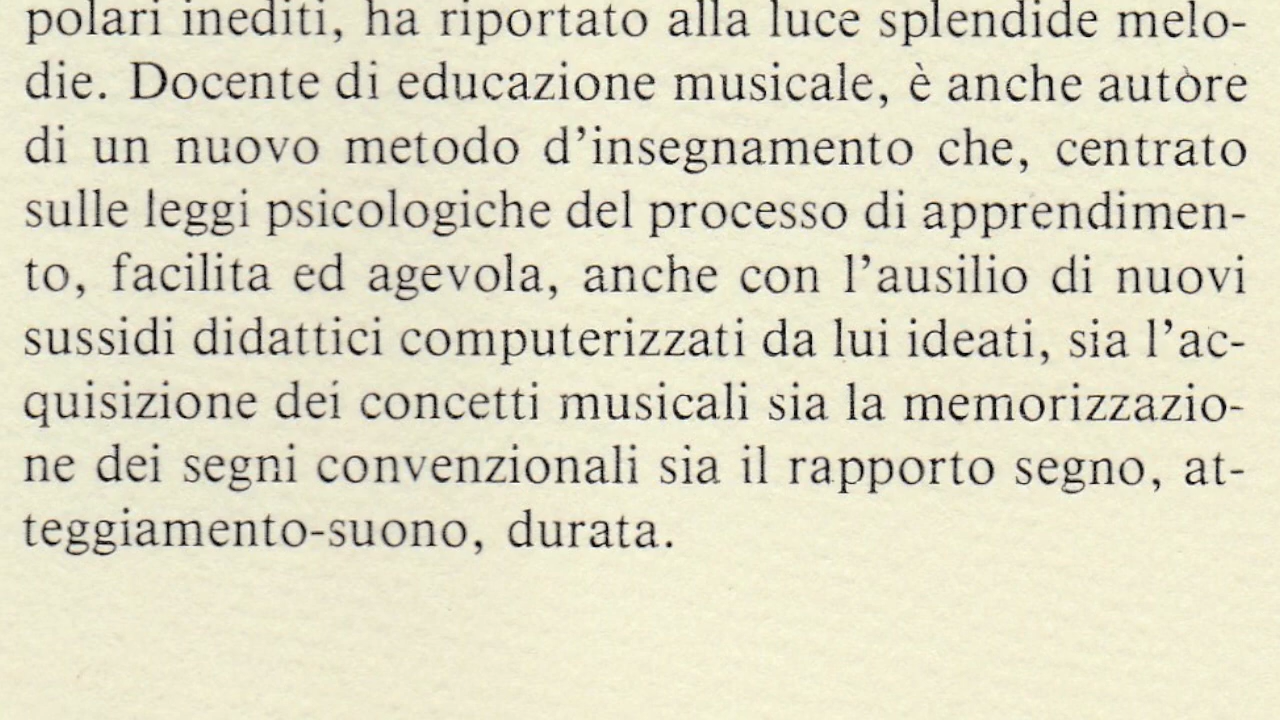 polari inediti, ha riportato alla luce splendide melo-
die. Docente di educazione musicale, è anche autore
di un nuovo metodo d'insegnamento che, centrato
sulle leggi psicologiche del processo di apprendimen-
to, facilita ed agevola, anche con l'ausilio di nuovi
sussidi didattici computerizzati da lui ideati, sia l'ac-
quisizione dei concetti musicali sia la memorizzazio-
ne dei segni convenzionali sia il rapporto segno, at-
teggiamento-suono, durata.